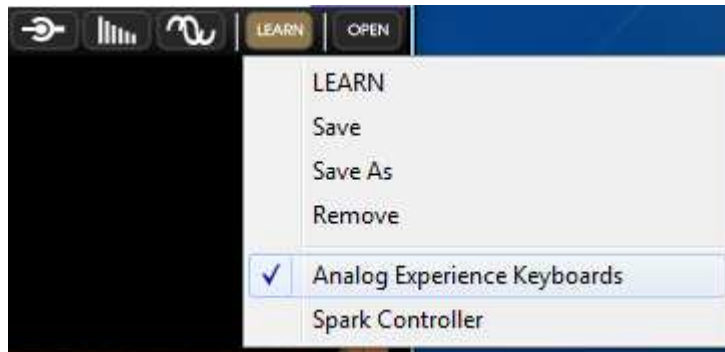 LEARN OPEN
LEARN
Save
Save As
Remove
Analog Experience Keyboards
Spark Controller